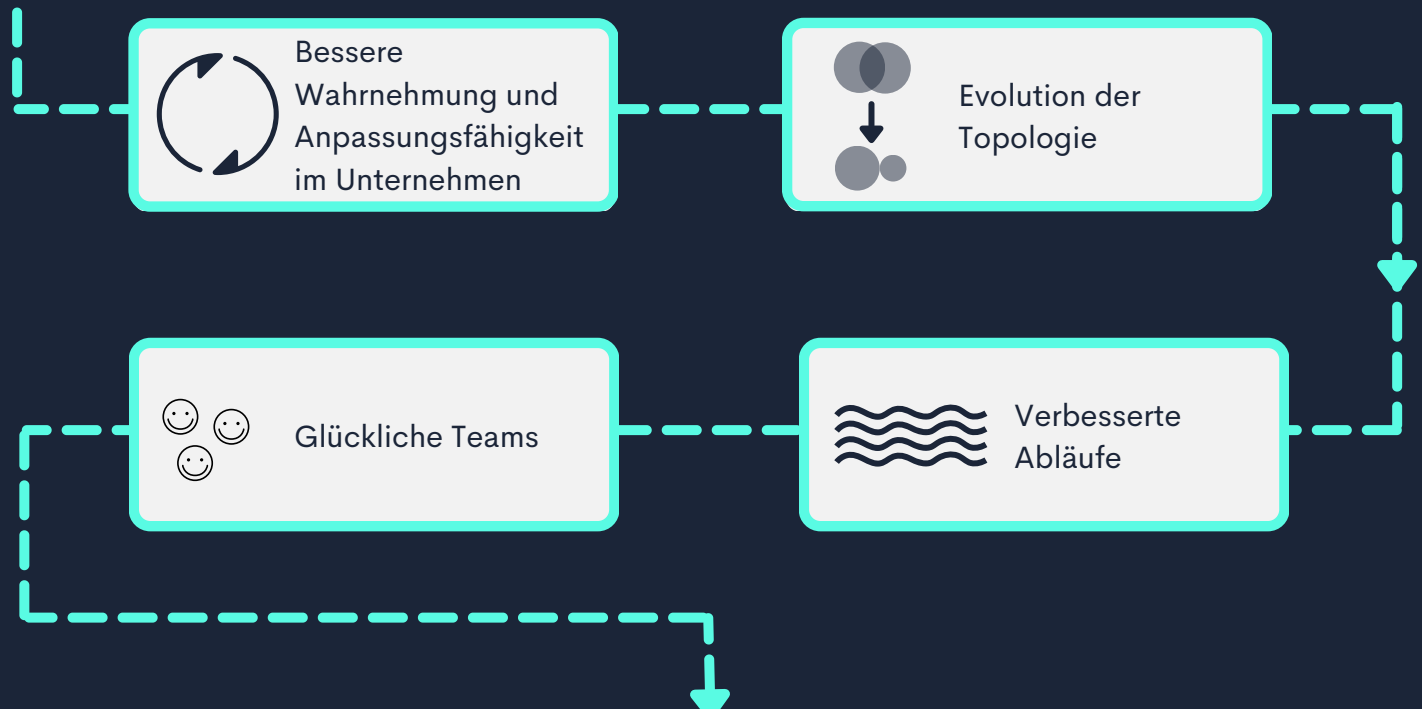 Bessere
Wahrnehmung und
Anpassungsfähigkeit
im Unternehmen
Evolution der
Topologie
Verbesserte
Abläufe
Glückliche Teams